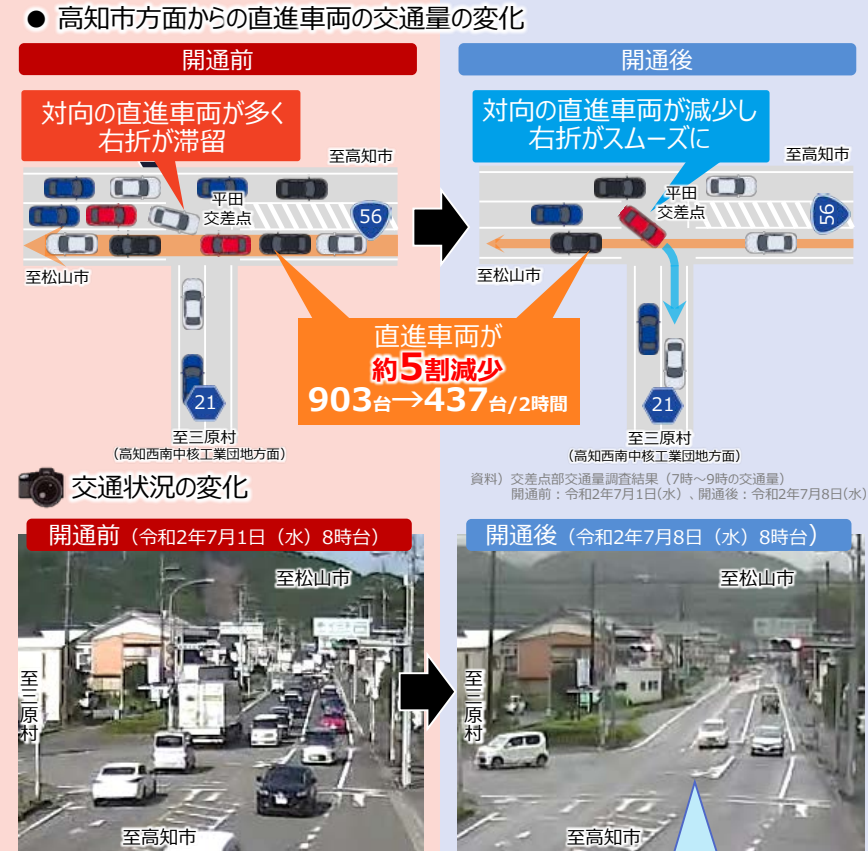 ● 高知市方面からの直進車両の交通量の変化
開通前
対向の直進車両が多く
右折が滞留
至高知市
平田
交差点
56
至松山市
21
至三原村
(高知西南中核工業団地方面)
開通後
対向の直進車両が減少し
右折がスムーズに
至高知市
平田
交差点
56
至松山市
21
至三原村
(高知西南中核工業団地方面)
直進車両が
約5割減少
903台→437台/2時間
資料）交差点部交通量調査結果（7時～9時の交通量）
開通前：令和2年7月1日(水）、開通後：令和2年7月8日(水)
交通状況の変化
開通前（令和2年7月1日（水）8時台）
至松山市
至三原村
至高知市
開通後（令和2年7月8日（水）8時台）
至松山市
至三原村
至高知市